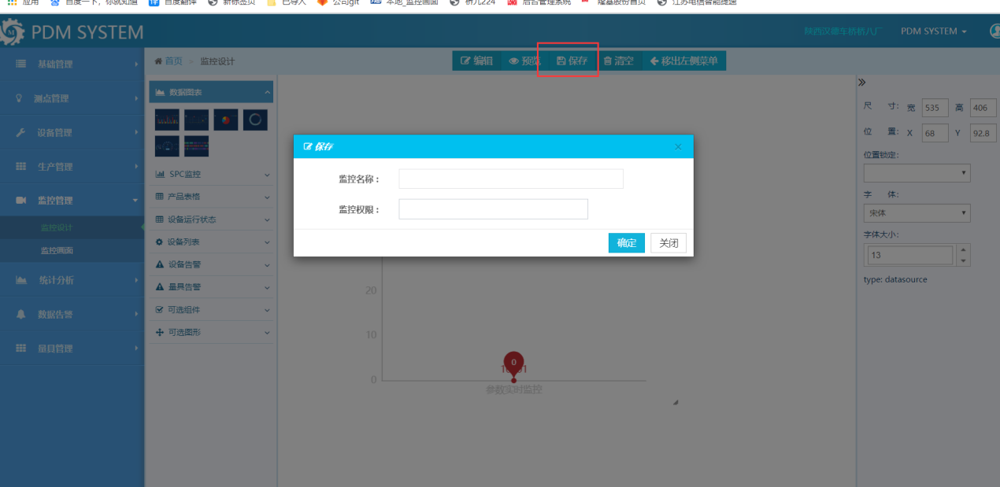 应用 百度一下，你就知道 百度翻译 新标签页 已导入 公司git 本地_监控画面 桥八224 后台管理系统 隆基股份首页 江苏电信智能提速
PDM SYSTEM
陕西汉德车桥桥八厂 PDM SYSTEM
首页 > 监控设计
编辑 预览 保存 清空 移出左侧菜单
基础管理
测点管理
设备管理
生产管理
监控管理
监控设计
监控画面
统计分析
数据告警
量具管理
数据图表
SPC监控
产品表格
设备运行状态
设备列表
设备告警
量具告警
可选组件
可选图形
保存 ×
监控名称：
监控权限：
确定 关闭
20
10
0
0
参数实时监控
尺 寸: 宽 535 高 406
位 置: X 68 Y 92.8
位置锁定:
字 体:
宋体
字体大小:
13
type: datasource